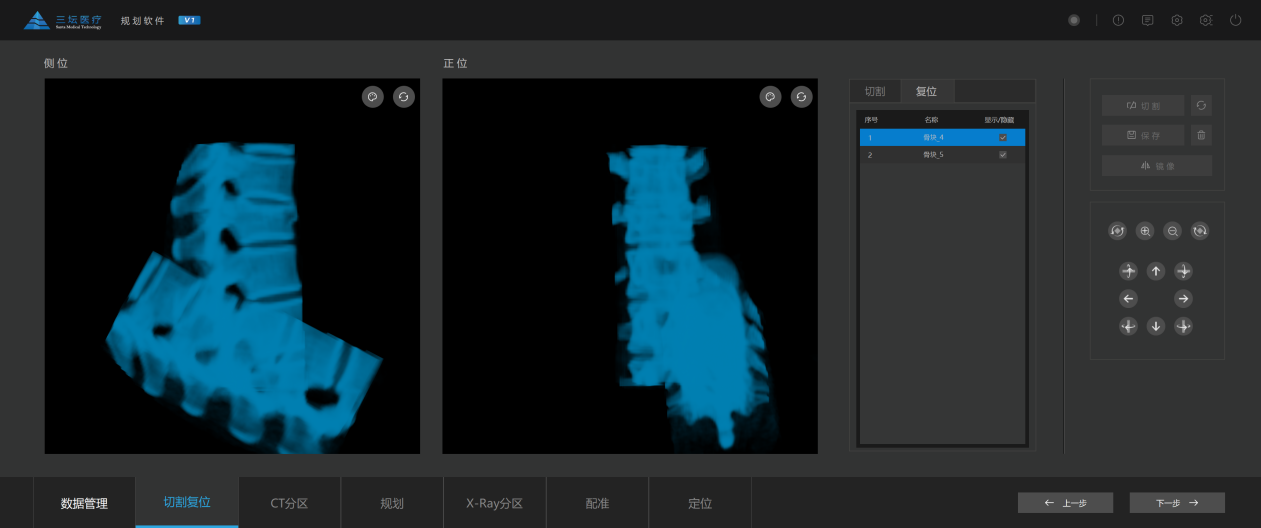 三坛医疗
Santa Medical Technology
规划软件
V1
侧位
正位
切割 复位
序号 名称 显示/隐藏
1 骨块_4
2 骨块_5
切割
保存
镜像
数据管理 切割复位 CT分区 规划 X-Ray分区 配准 定位
← 上一步
下一步 →